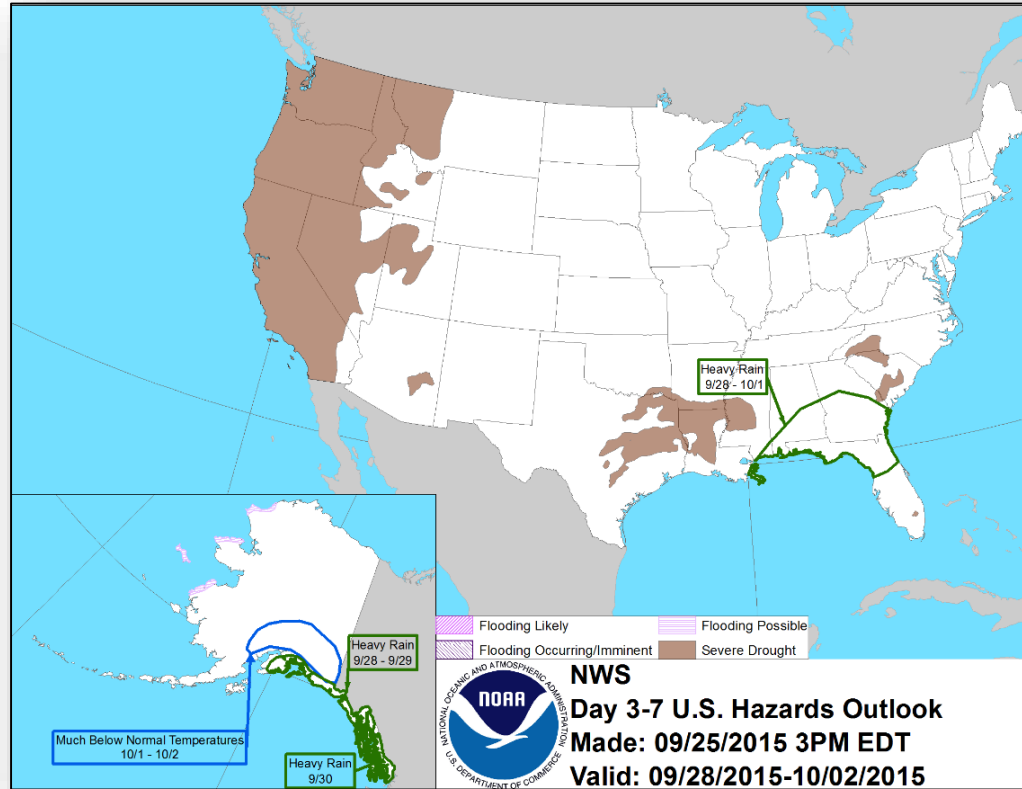 Heavy Rain
9/28 - 10/1
Heavy Rain
9/28 - 9/29
Much Below Normal Temperatures
10/1 - 10/2
Heavy Rain
9/30
Flooding Likely
Flooding Possible
Flooding Occurring/Imminent
Severe Drought
NATIONAL OCEANIC AND ATMOSPHERIC ADMINISTRATION
NOAA
U.S. DEPARTMENT OF COMMERCE
NWS
Day 3-7 U.S. Hazards Outlook
Made: 09/25/2015 3PM EDT
Valid: 09/28/2015-10/02/2015